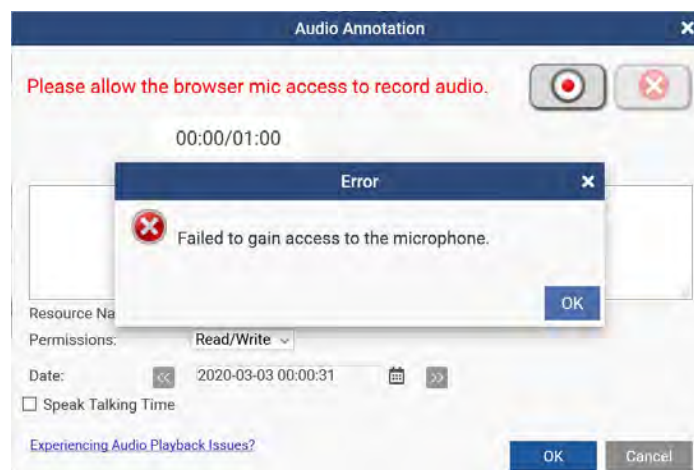 Audio Annotation
Please allow the browser mic access to record audio.
00:00/01:00
Error
Failed to gain access to the microphone.
OK
Resource Na
Permissions: Read/Write
Date: << 2020-03-03 00:00:31 >>
Speak Talking Time
Experiencing Audio Playback Issues?
OK Cancel